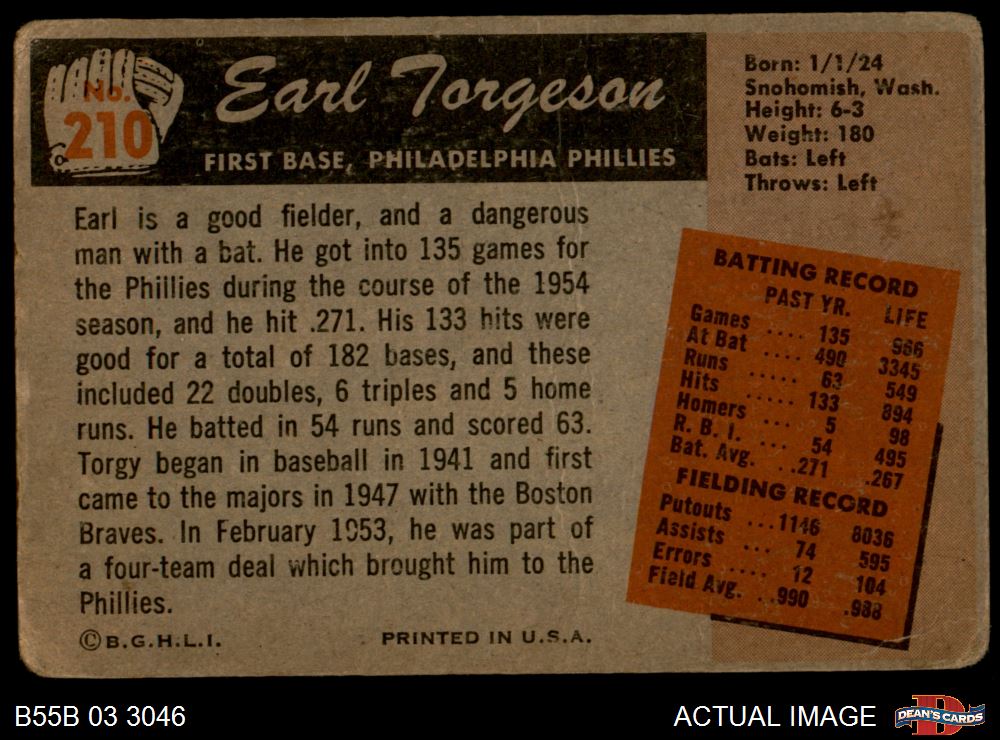 No.
210
Earl Torgeson
FIRST BASE, PHILADELPHIA PHILLIES
Born: 1/1/24
Snohomish, Wash.
Height: 6-3
Weight: 180
Bats: Left
Throws: Left
Earl is a good fielder, and a dangerous
man with a bat. He got into 135 games for
the Phillies during the course of the 1954
season, and he hit .271. His 133 hits were
good for a total of 182 bases, and these
included 22 doubles, 6 triples and 5 home
runs. He batted in 54 runs and scored 63.
Torgy began in baseball in 1941 and first
came to the majors in 1947 with the Boston
Braves. In February 1953, he was part of
a four-team deal which brought him to the
Phillies.
©B.G.H.L.I. PRINTED IN U.S.A.
BATTING RECORD
PAST YR. LIFE
Games .... 135 966
At Bat .... 490 3345
Runs ..... 63 549
Hits ..... 133 894
Homers .... 5 98
R. B. I. ... 54 495
Bat. Avg. ..271 .267
FIELDING RECORD
Putouts ...1146 8036
Assists ... 74 595
Errors .... 12 104
Field Avg. ..990 .988
B55B 03 3046
ACTUAL IMAGE
D
DEAN'S CARDS